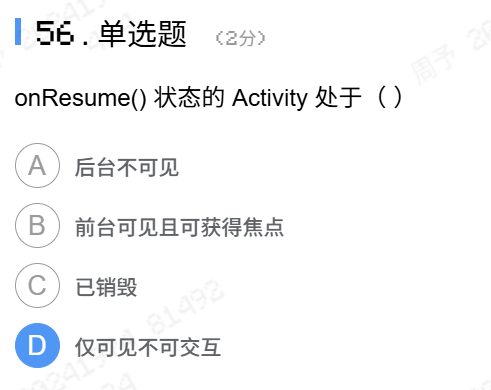 56.单选题 (2分)
onResume() 状态的 Activity 处于（ ）
A 后台不可见
B 前台可见且可获得焦点
C 已销毁
D 仅可见不可交互